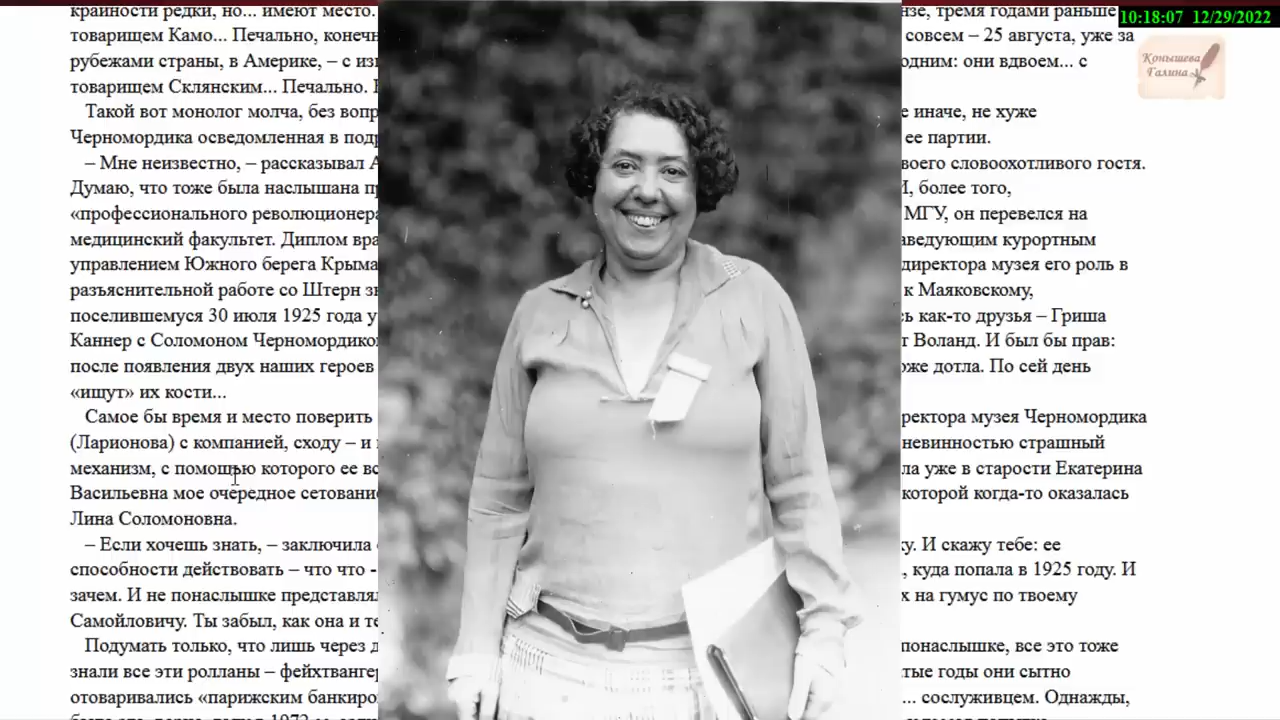 крайности редки, но... имеют место. нзе, тремя годами раньше
10:18:07 12/29/2022
товарищем Камо... Печально, конечн совсем – 25 августа, уже за
рубежами страны, в Америке, – с из одним: они вдвоем... с
Конышева
Галина
товарищем Склянским... Печально.
Такой вот монолог молча, без вопр е иначе, не хуже
Черномордика осведомленная в под ее партии.
– Мне неизвестно, – рассказывал А воего словоохотливого гостя.
Думаю, что тоже была наслышана п И, более того,
«профессионального революционера МГУ, он перевелся на
медицинский факультет. Диплом вра аведующим курортным
управлением Южного берега Крыма директора музея его роль в
разъяснительной работе со Штерн з к Маяковскому,
поселившемуся 30 июля 1925 года у ь как-то друзья – Гриша
Каннер с Соломоном Черномордико т Воланд. И был бы прав:
после появления двух наших героев оже дотла. По сей день
«ищут» их кости...
Самое бы время и место поверить ректора музея Черномордика
(Ларионова) с компанией, сходу – и невинностью страшный
механизм, с помощью которого ее вс ла уже в старости Екатерина
Васильевна мое очередное сетование которой когда-то оказалась
Лина Соломоновна.
– Если хочешь знать, – заключила ку. И скажу тебе: ее
способности действовать – что что - , куда попала в 1925 году. И
зачем. И не понаслышке представля х на гумус по твоему
Самойловичу. Ты забыл, как она и те
Подумать только, что лишь через д понаслышке, все это тоже
знали все эти ролланы – фейхтвангер тые годы они сытно
отоваривались «парижским банкиро ... сослуживцем. Однажды,